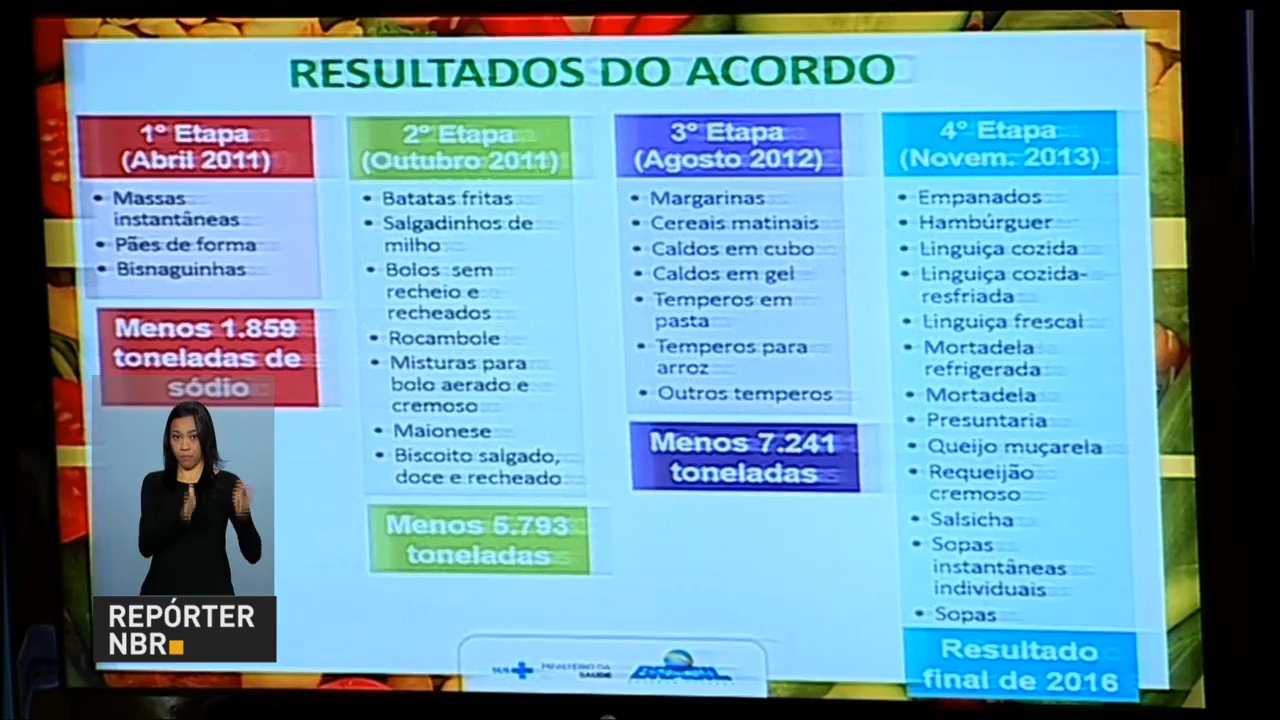 RESULTADOS DO ACORDO
1º Etapa
(Abril 2011)
• Massas
instantâneas
• Pães de forma
• Bisnaguinhas
Menos 1.859
toneladas de
sódio
2º Etapa
(Outubro 2011)
• Batatas fritas
• Salgadinhos de
milho
• Bolos sem
recheio e
recheados
• Rocambole
• Misturas para
bolo aerado e
cremoso
• Maionese
• Biscoito salgado,
doce e recheado
Menos 5.793
toneladas
3º Etapa
(Agosto 2012)
• Margarinas
• Cereais matinais
• Caldos em cubo
• Caldos em gel
• Temperos em
pasta
• Temperos para
arroz
• Outros temperos
Menos 7.241
toneladas
4º Etapa
(Novem. 2013)
• Empanados
• Hambúrguer
• Linguiça cozida
• Linguiça cozida-
resfriada
• Linguiça frescal
• Mortadela
refrigerada
• Mortadela
• Presuntaria
• Queijo muçarela
• Requeijão
cremoso
• Salsicha
• Sopas
instantâneas
individuais
• Sopas
Resultado
final de 2016
REPÓRTER
NBR
SUS
MINISTÉRIO DA
SAÚDE
BRASIL